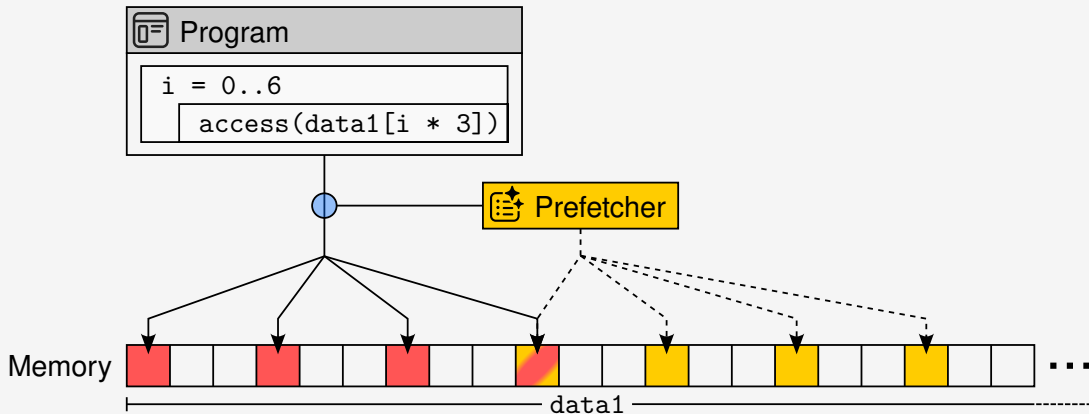 Program
i = 0..6
access(data1[i * 3])
Prefetcher
Memory
...
data1